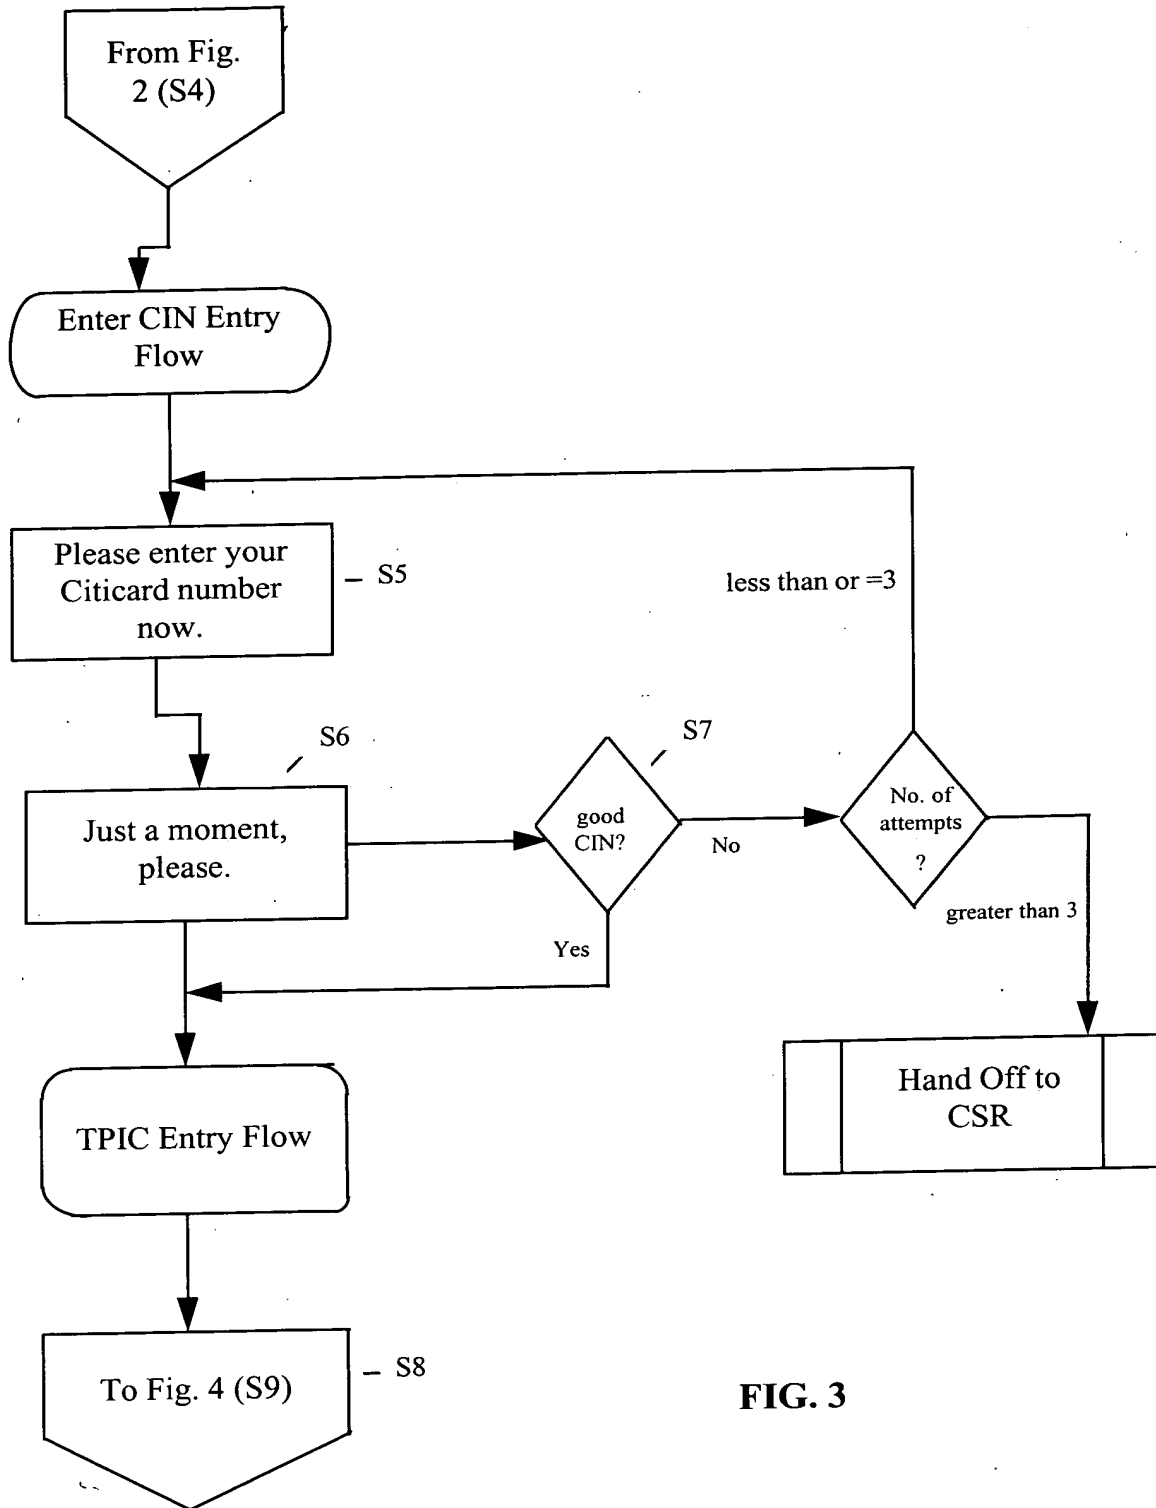 From Fig.
2 (S4)
Enter CIN Entry
Flow
Please enter your
Citicard number
now.
S5
less than or =3
S6
S7
Just a moment,
please.
good
CIN?
No
No. of
attempts
?
greater than 3
Yes
Hand Off to
CSR
TPIC Entry Flow
To Fig. 4 (S9)
S8
FIG. 3